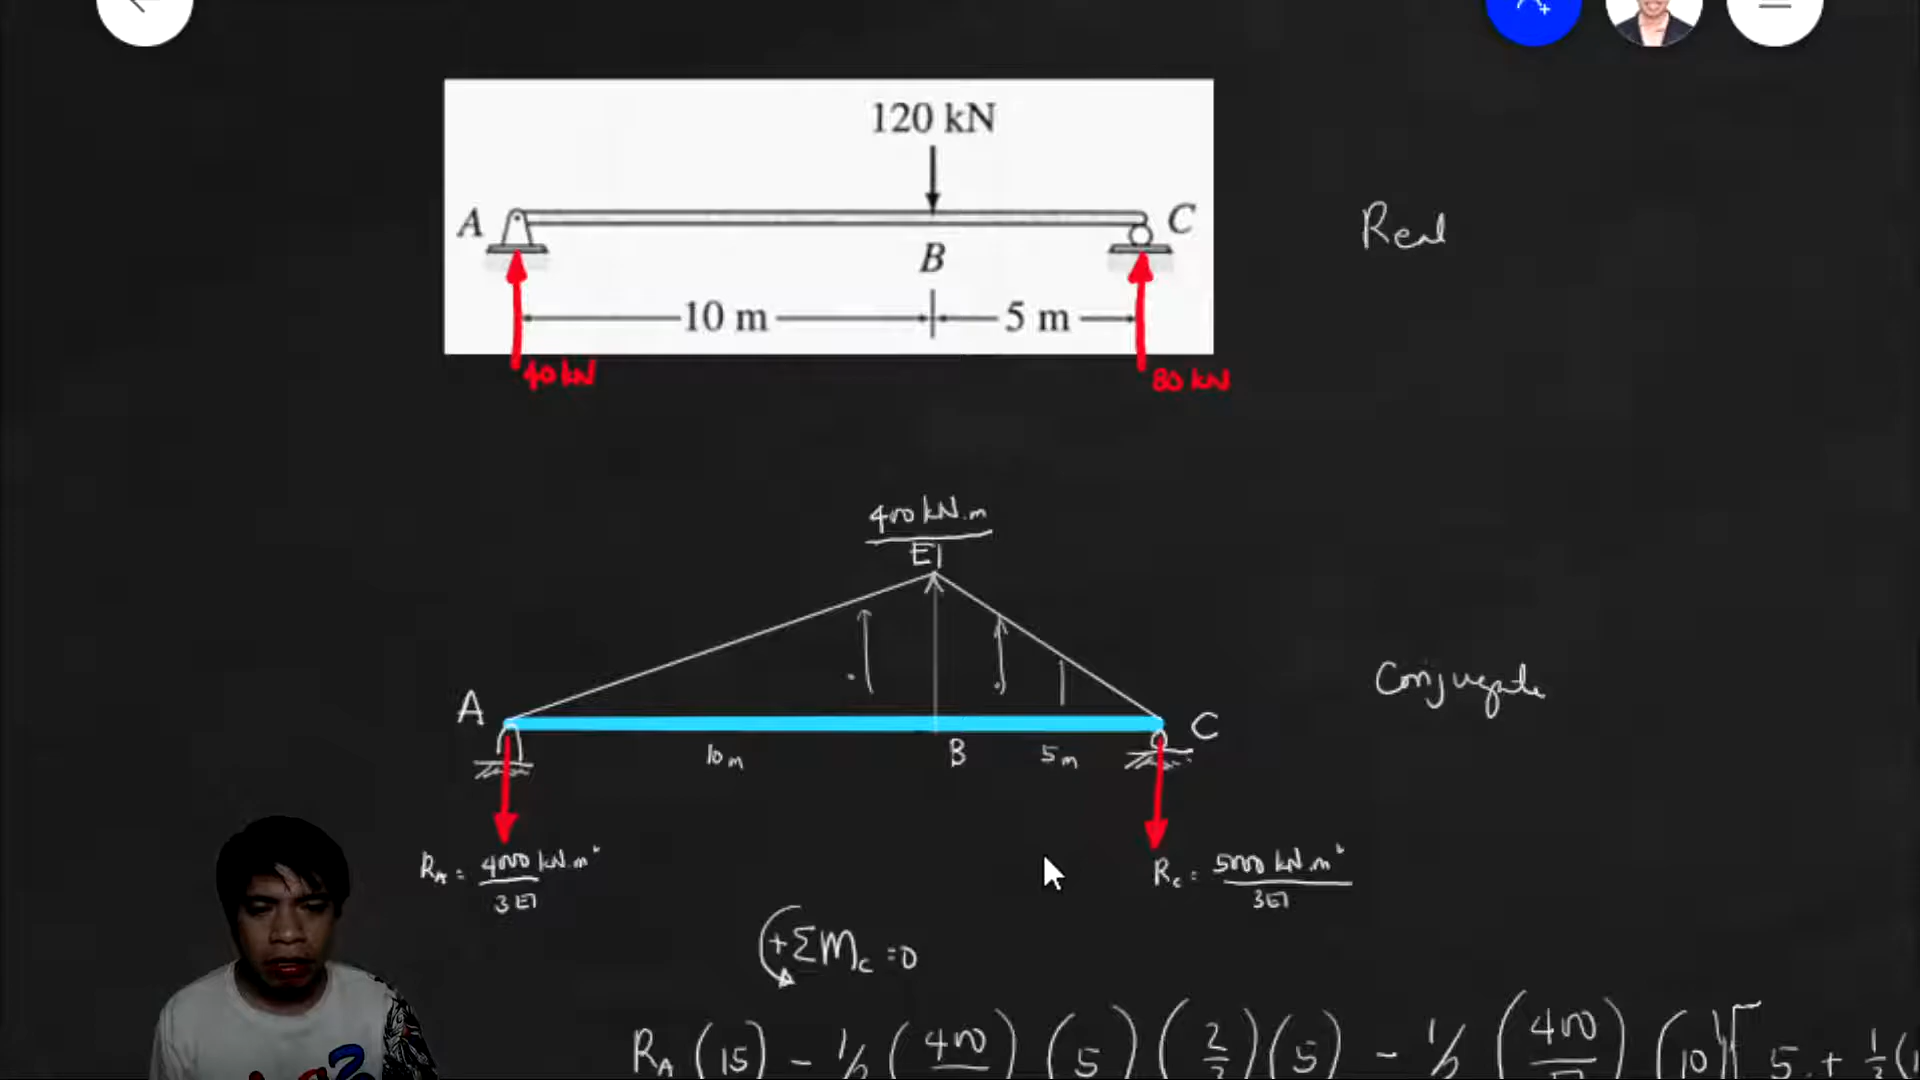 120 kN
A
C
B
10 m
5 m
40 kN
80 kN
Real
400 kN.m
EI
A
C
10 m
B
5 m
Conjugate
RA = 4000 kN.m²
3EI
Rc = 5000 kN.m²
3EI
+ΣMc = 0
RA (15) - 1/2 (400) (5) (2/3) (5) - 1/2 (400/EI) (10) [5 + 1/3 (